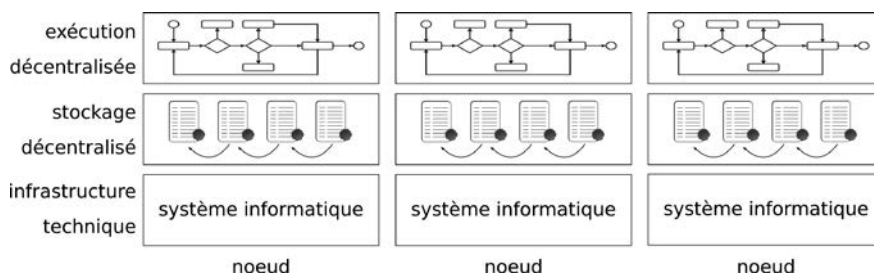 exécution
décentralisée
stockage
décentralisé
infrastructure
technique
système informatique
système informatique
système informatique
noeud
noeud
noeud